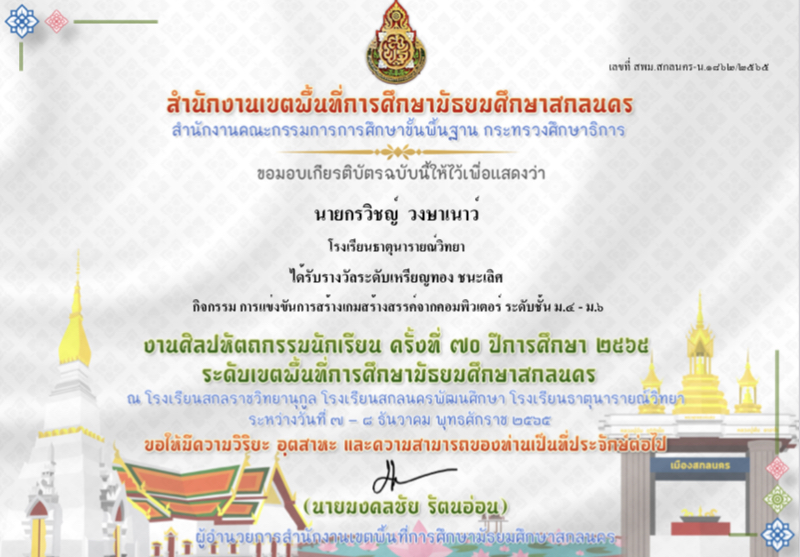 เลขที่ สพม.สกลนคร-น.๑๘๖๒/๒๕๖๕
สำนักงานเขตพื้นที่การศึกษามัธยมศึกษาสกลนคร
สำนักงานคณะกรรมการการศึกษาขั้นพื้นฐาน กระทรวงศึกษาธิการ
ขอมอบเกียรติบัตรฉบับนี้ให้ไว้เพื่อแสดงว่า
นายกรวิชญ์ วงษาเนาว์
โรงเรียนธาตุนารายณ์วิทยา
ได้รับรางวัลระดับเหรียญทอง ชนะเลิศ
กิจกรรม การแข่งขันการสร้างเกมสร้างสรรค์จากคอมพิวเตอร์ ระดับชั้น ม.๔ - ม.๖
งานศิลปหัตถกรรมนักเรียน ครั้งที่ ๗๐ ปีการศึกษา ๒๕๖๕
ระดับเขตพื้นที่การศึกษามัธยมศึกษาสกลนคร
ณ โรงเรียนสกลราชวิทยานุกูล โรงเรียนสกลนครพัฒนศึกษา โรงเรียนธาตุนารายณ์วิทยา
ระหว่างวันที่ ๗ – ๘ ธันวาคม พุทธศักราช ๒๕๖๕
ขอให้มีความวิริยะ อุตสาหะ และความสามารถของท่านเป็นที่ประจักษ์ต่อไป
เมืองสกลนคร
(นายมงคลชัย รัตนอ่อน)
ผู้อำนวยการสำนักงานเขตพื้นที่การศึกษามัธยมศึกษาสกลนคร